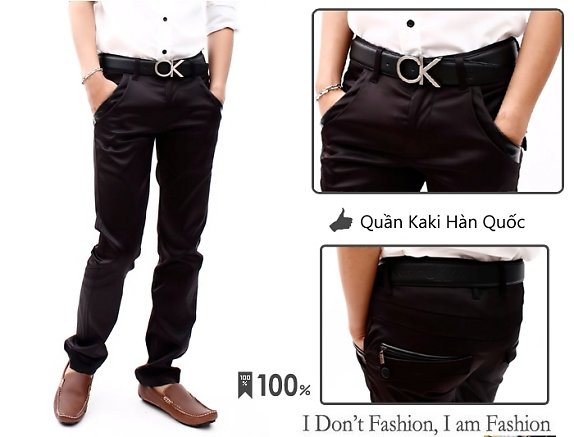 CK
CK
Quần Kaki Hàn Quốc
100%
100%
I Don't Fashion, I am Fashion